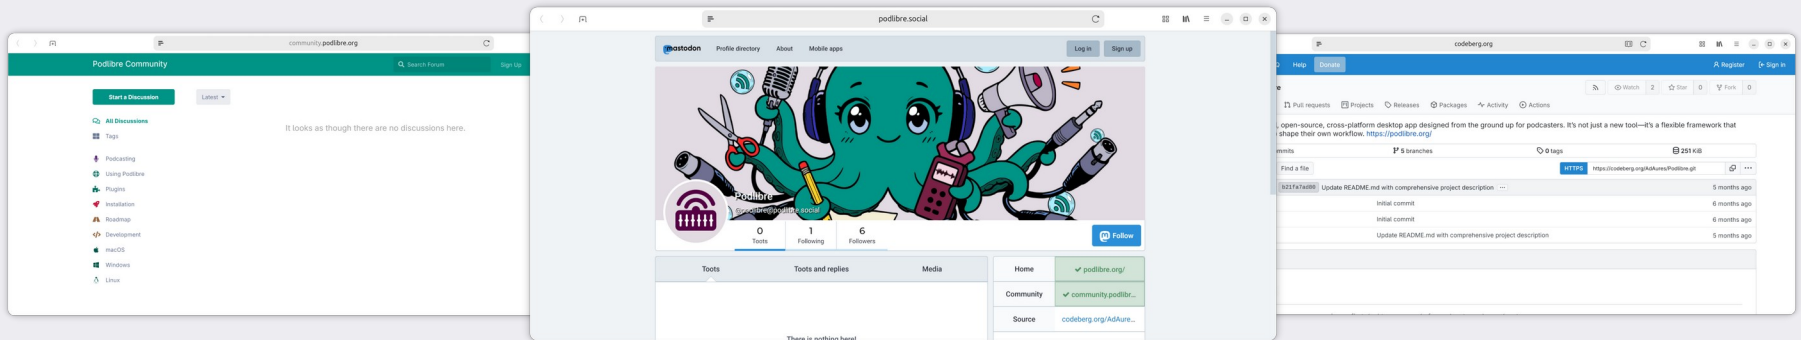 community.podlibre.org
Podlibre Community
Search Forum
Sign Up
Start a Discussion
Latest
It looks as though there are no discussions here.
All Discussions
Tags
Podcasting
Using Podlibre
Plugins
Installation
Roadmap
Development
macOS
Windows
Linux
podlibre.social
mastodon
Profile directory
About
Mobile apps
Log in
Sign up
Podlibre
@podlibre@podlibre.social
0 Toots
1 Following
6 Followers
Follow
Toots
Toots and replies
Media
There is nothing here!
Home
podlibre.org/
Community
community.podlibr...
Source
codeberg.org/AdAure...
codeberg.org
Help
Donate
Register
Sign in
Watch 2
Star 0
Fork 0
Pull requests
Projects
Releases
Packages
Activity
Actions
, open-source, cross-platform desktop app designed from the ground up for podcasters. It's not just a new tool—it's a flexible framework that
shape their own workflow. https://podlibre.org/
mmits
5 branches
0 tags
251 KiB
Find a file
HTTPS
https://codeberg.org/AdAures/Podlibre.git
b21fa7ad00 Update README.md with comprehensive project description ...
5 months ago
Initial commit
6 months ago
Initial commit
6 months ago
Update README.md with comprehensive project description
5 months ago